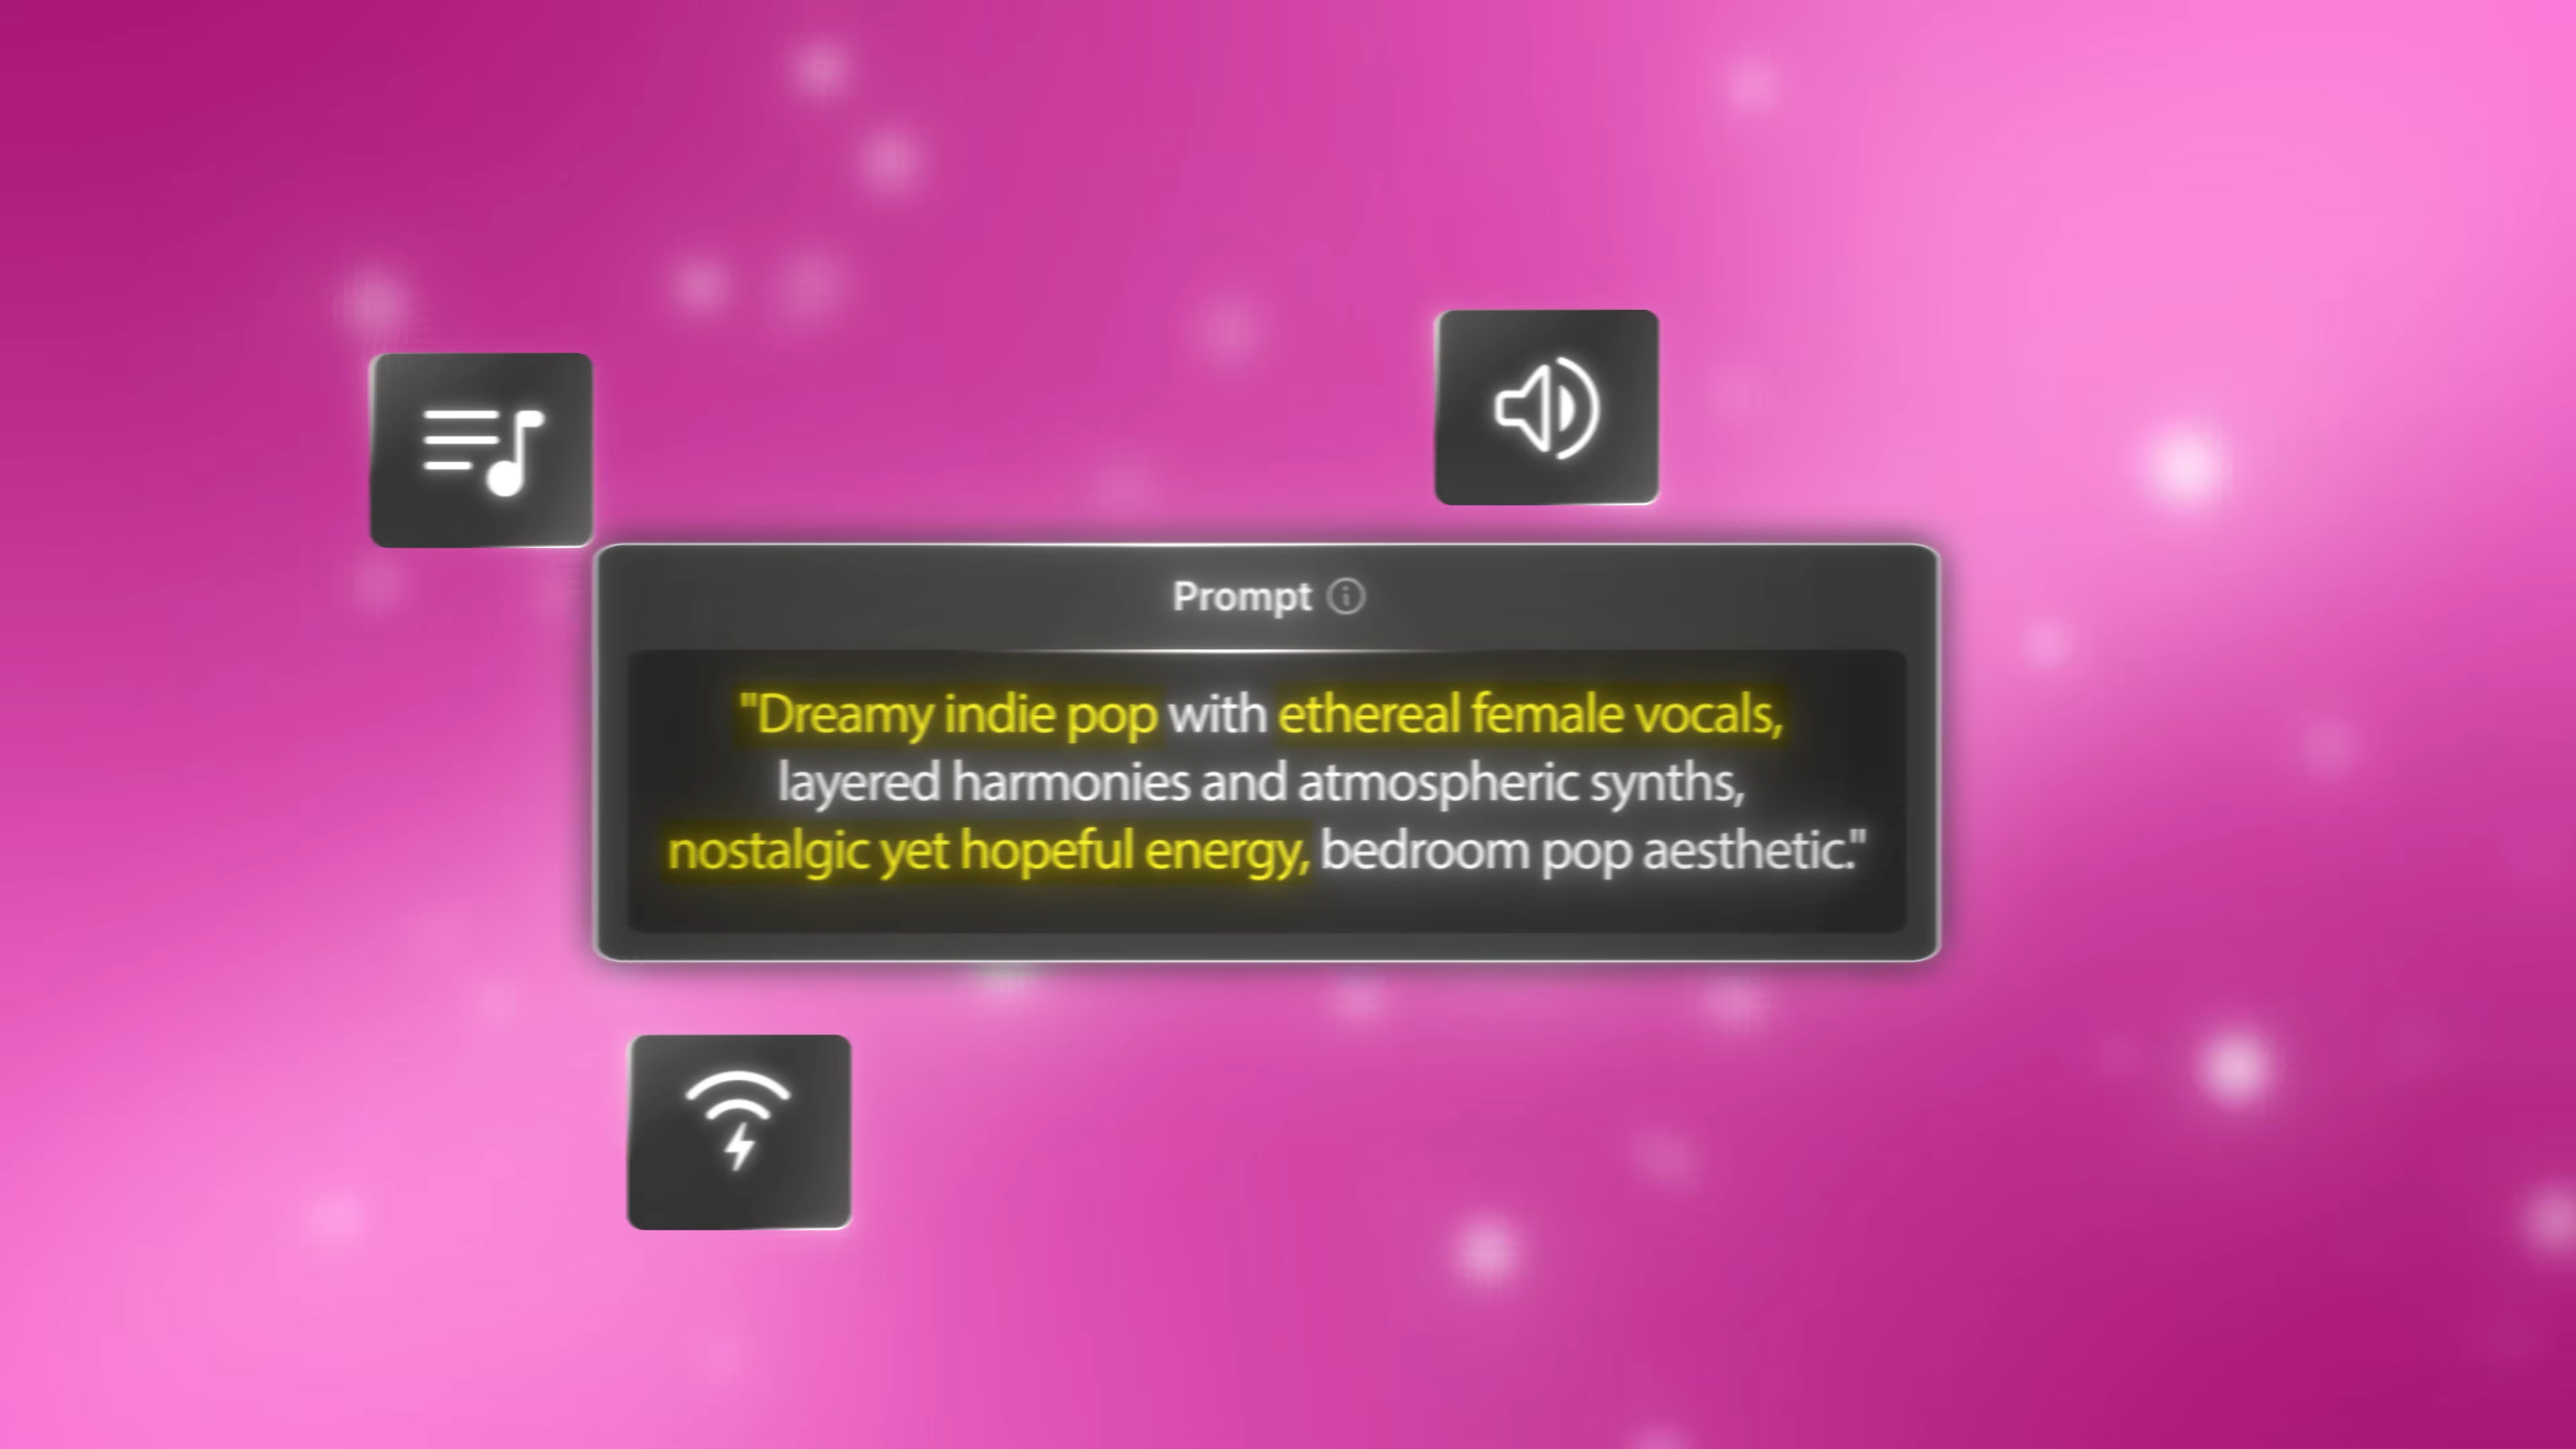 Prompt
"Dreamy indie pop with ethereal female vocals,
layered harmonies and atmospheric synths,
nostalgic yet hopeful energy, bedroom pop aesthetic."